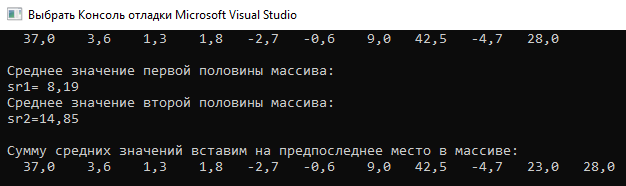 Выбрать Консоль отладки Microsoft Visual Studio
37,0 3,6 1,3 1,8 -2,7 -0,6 9,0 42,5 -4,7 28,0
Среднее значение первой половины массива:
sr1= 8,19
Среднее значение второй половины массива:
sr2=14,85
Сумму средних значений вставим на предпоследнее место в массиве:
37,0 3,6 1,3 1,8 -2,7 -0,6 9,0 42,5 -4,7 23,0 28,0